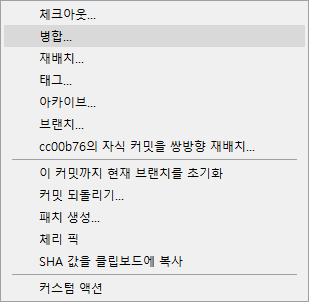 체크아웃...
병합...
재배치...
태그...
아카이브...
브랜치...
cc00b76의 자식 커밋을 쌍방향 재배치...
이 커밋까지 현재 브랜치를 초기화
커밋 되돌리기...
패치 생성...
체리 픽
SHA 값을 클립보드에 복사
커스텀 액션